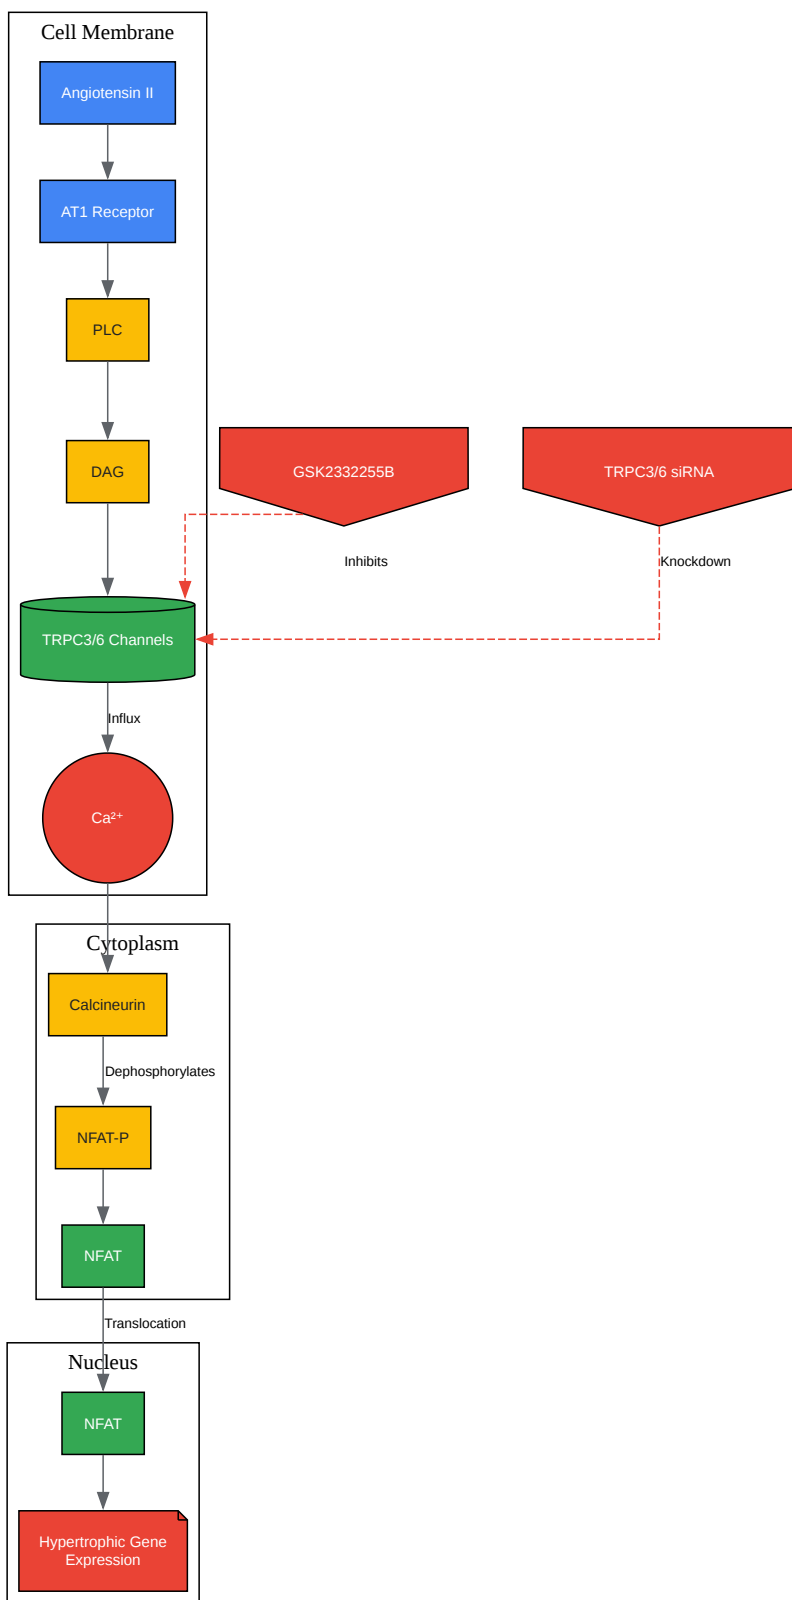 Cell Membrane
Angiotensin II
AT1 Receptor
PLC
DAG
GSK2332255B
TRPC3/6 siRNA
Inhibits
Knockdown
TRPC3/6 Channels
Influx
Ca²⁺
Cytoplasm
Calcineurin
Dephosphorylates
NFAT-P
NFAT
Translocation
Nucleus
NFAT
Hypertrophic Gene
Expression